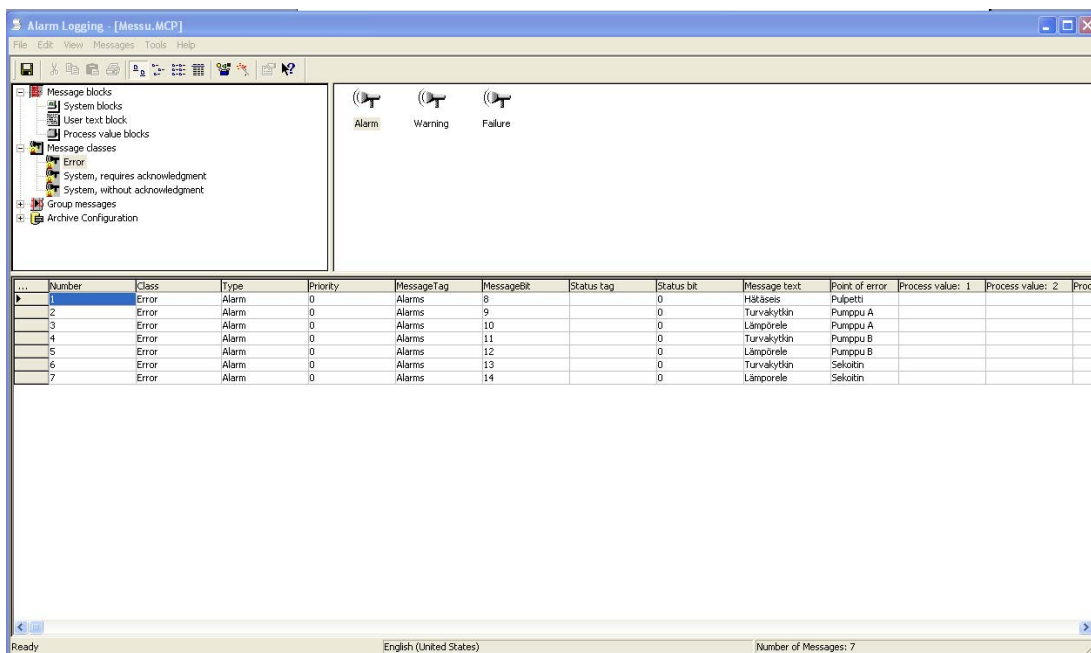 Alarm Logging - [Messu.MCP]
File Edit View Messages Tools Help
Message blocks
System blocks
User text block
Process value blocks
Message classes
Error
System, requires acknowledgment
System, without acknowledgment
Group messages
Archive Configuration
Alarm Warning Failure
... Number Class Type Priority MessageTag MessageBit Status tag Status bit Message text Point of error Process value: 1 Process value: 2 Proc
1 Error Alarm 0 Alarms 8 0 Hätäseis Pulpetti
2 Error Alarm 0 Alarms 9 0 Turvakytkin Pumppu A
3 Error Alarm 0 Alarms 10 0 Lämpörele Pumppu A
4 Error Alarm 0 Alarms 11 0 Turvakytkin Pumppu B
5 Error Alarm 0 Alarms 12 0 Lämpörele Pumppu B
6 Error Alarm 0 Alarms 13 0 Turvakytkin Sekoitin
7 Error Alarm 0 Alarms 14 0 Lämporele Sekoitin
Ready English (United States) Number of Messages: 7